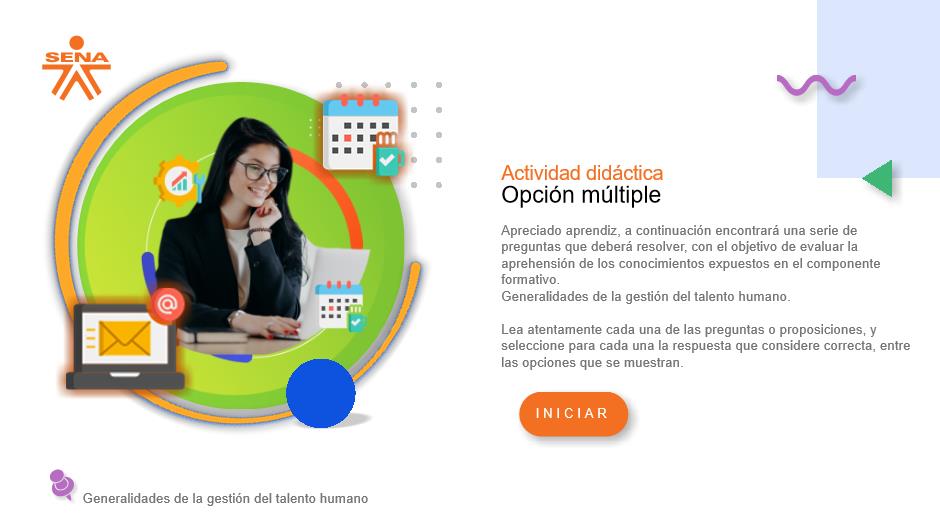 SENA
Actividad didáctica
Opción múltiple
Apreciado aprendiz, a continuación encontrará una serie de
preguntas que deberá resolver, con el objetivo de evaluar la
aprehensión de los conocimientos expuestos en el componente
formativo.
Generalidades de la gestión del talento humano.
Lea atentamente cada una de las preguntas o proposiciones, y
seleccione para cada una la respuesta que considere correcta, entre
las opciones que se muestran.
INICIAR
Generalidades de la gestión del talento humano